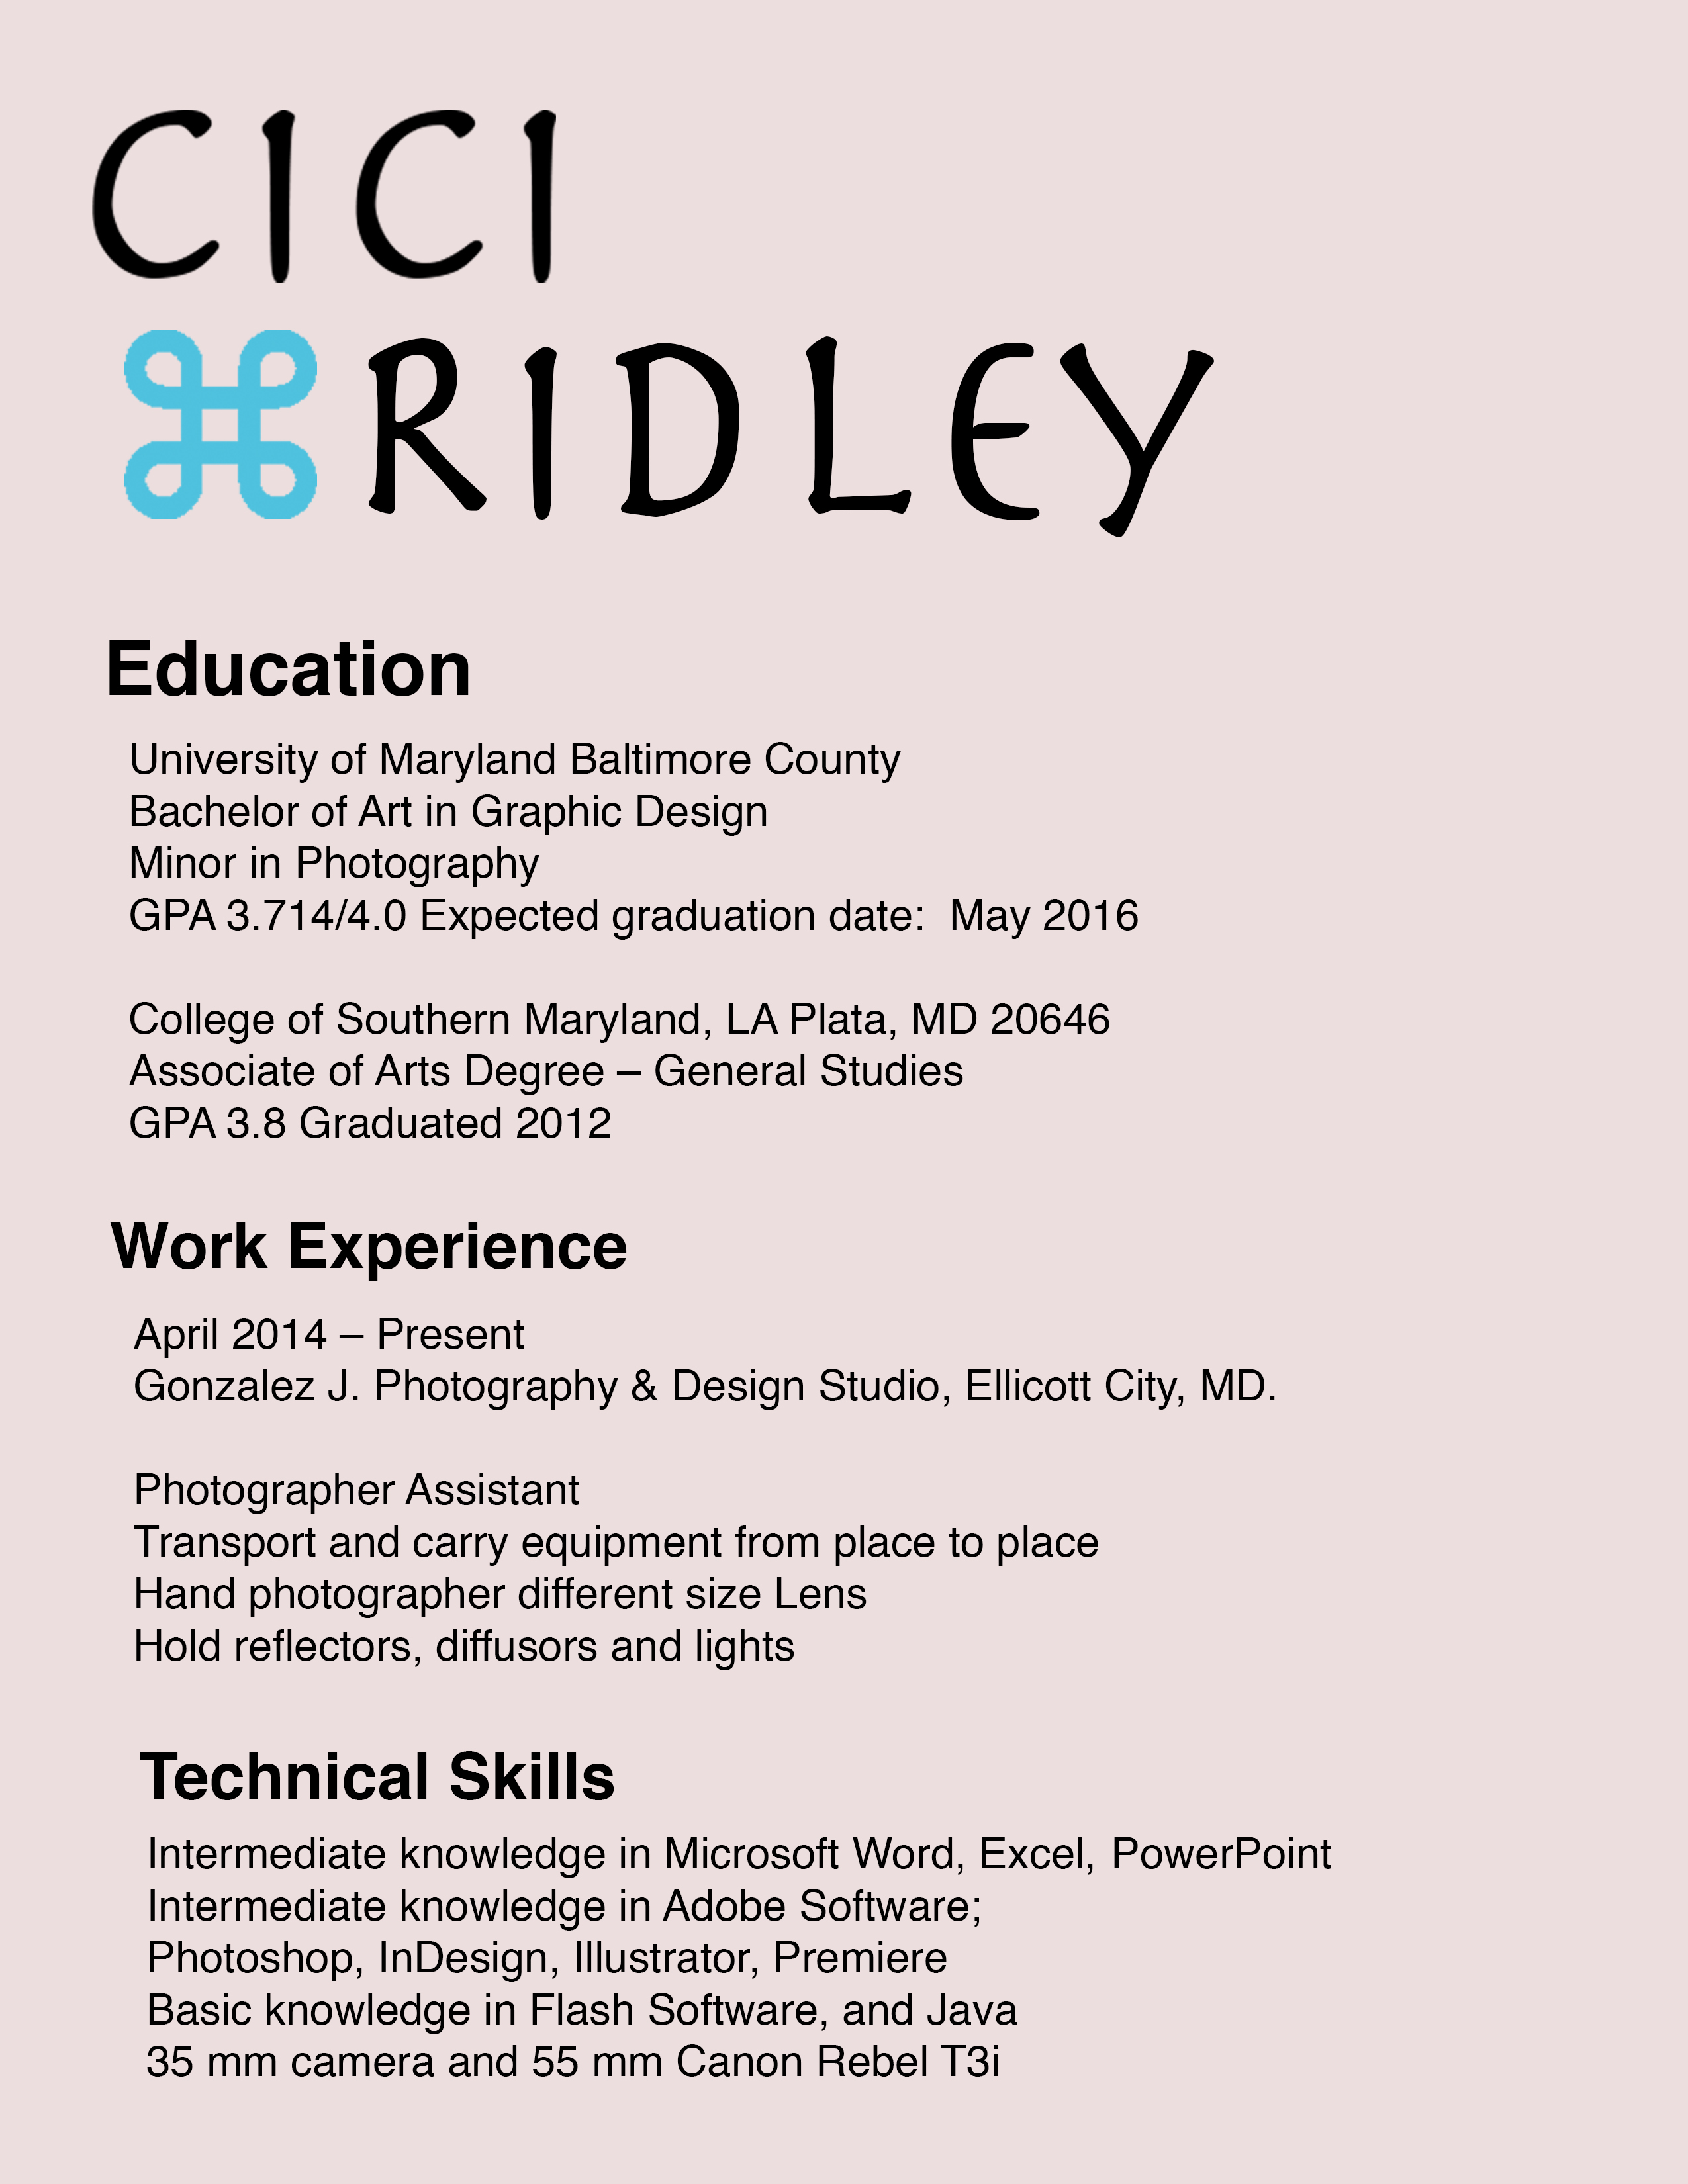 CICI
RIDLEY
Education
University of Maryland Baltimore County
Bachelor of Art in Graphic Design
Minor in Photography
GPA 3.714/4.0 Expected graduation date:  May 2016
College of Southern Maryland, LA Plata, MD 20646
Associate of Arts Degree – General Studies
GPA 3.8 Graduated 2012
Work Experience
April 2014 – Present
Gonzalez J. Photography & Design Studio, Ellicott City, MD.
Photographer Assistant
Transport and carry equipment from place to place
Hand photographer different size Lens
Hold reflectors, diffusors and lights
Technical Skills
Intermediate knowledge in Microsoft Word, Excel, PowerPoint
Intermediate knowledge in Adobe Software;
Photoshop, InDesign, Illustrator, Premiere
Basic knowledge in Flash Software, and Java
35 mm camera and 55 mm Canon Rebel T3i